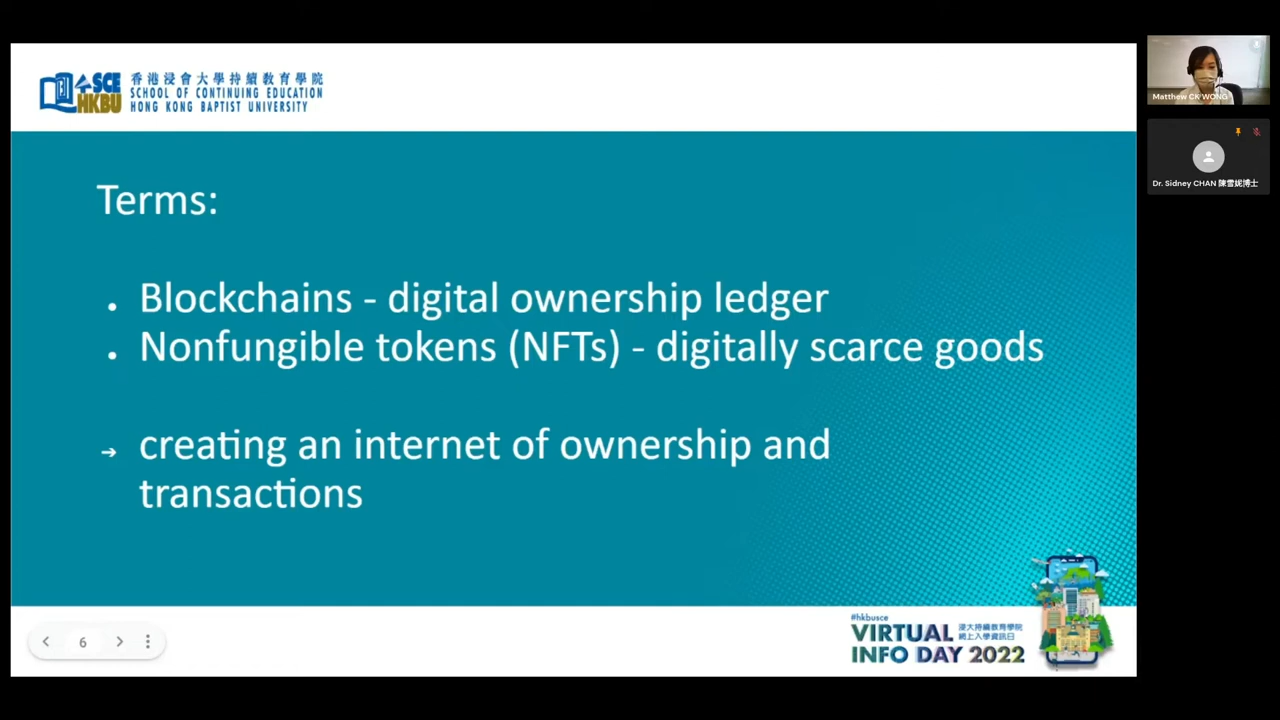 香港浸會大學持續教育學院
SCE
HKBU
SCHOOL OF CONTINUING EDUCATION
HONG KONG BAPTIST UNIVERSITY
Terms:
• Blockchains - digital ownership ledger
• Nonfungible tokens (NFTs) - digitally scarce goods
➔ creating an internet of ownership and
transactions
6
#hkbusce
VIRTUAL
INFO DAY 2022
浸大持續教育學院
網上入學資訊日
Matthew CK WONG
Dr. Sidney CHAN 陳雪妮博士